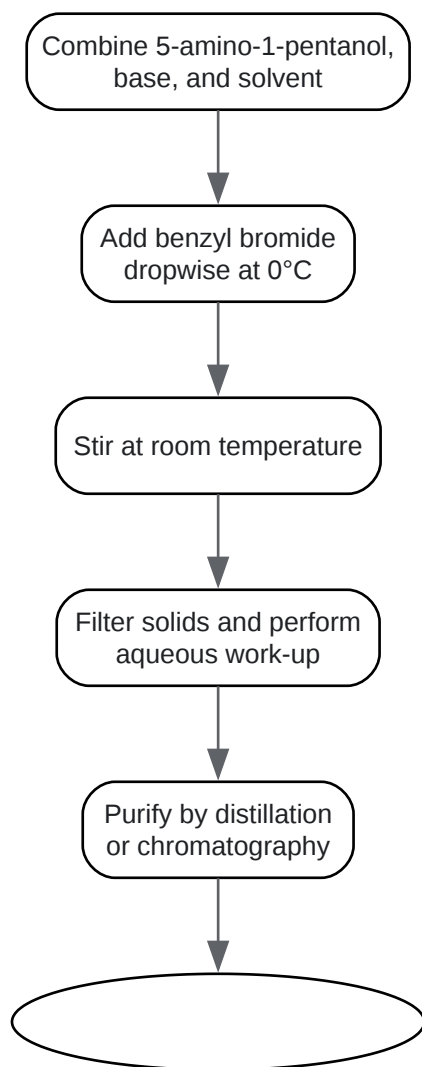 Combine 5-amino-1-pentanol,
base, and solvent
Add benzyl bromide
dropwise at 0°C
Stir at room temperature
Filter solids and perform
aqueous work-up
Purify by distillation
or chromatography